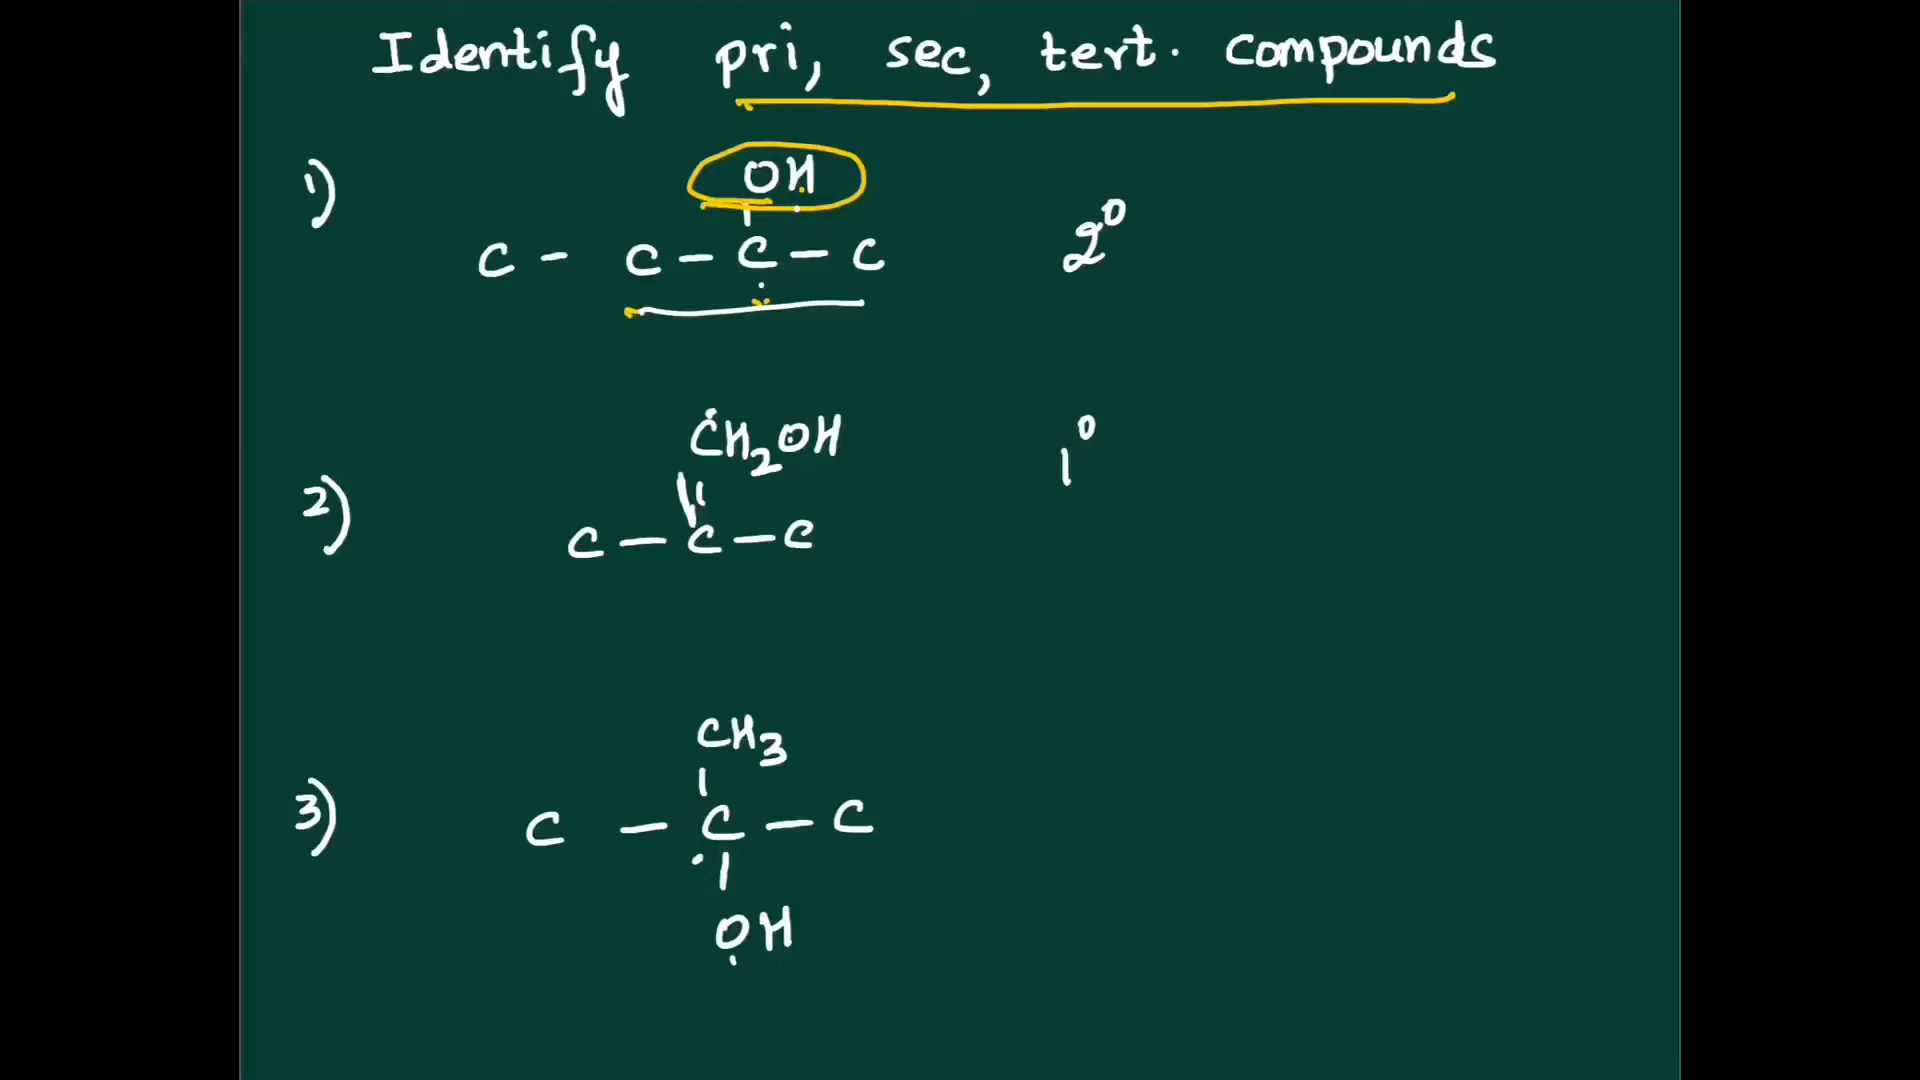 Identify pri, sec, tert. compounds
1)
OH
C - C - C - C
2°
2)
CH₂OH
C - C - C
1°
3)
CH₃
C - C - C
OH